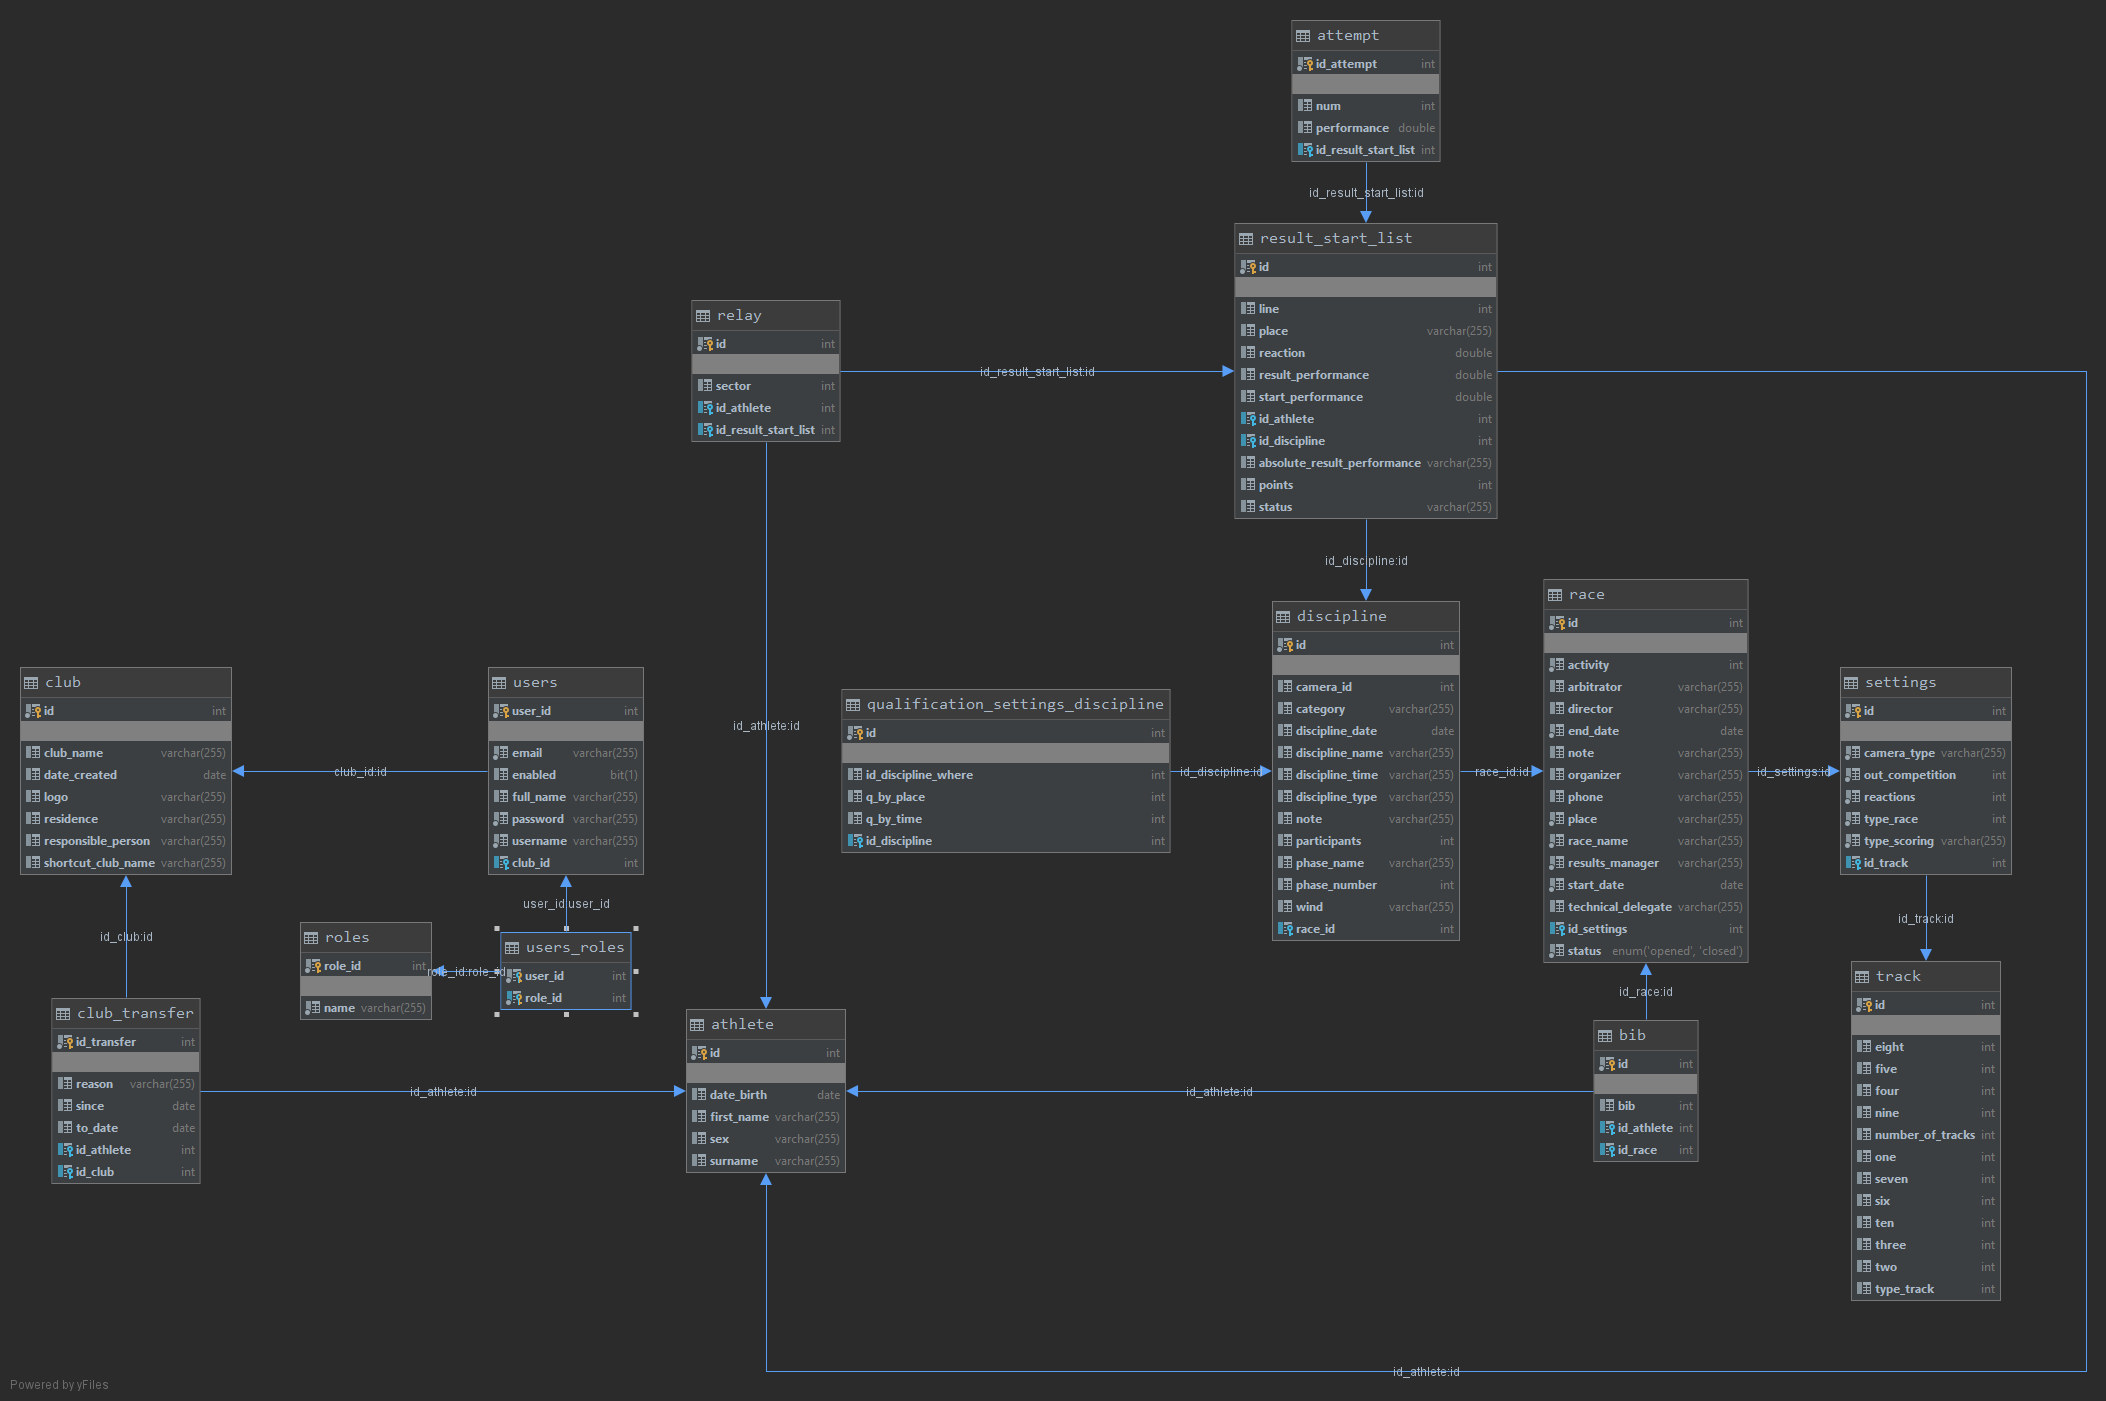 attempt
id_attempt int
num int
performance double
id_result_start_list int
id_result_start_list:id
result_start_list
id int
line int
place varchar(255)
reaction double
result_performance double
start_performance double
id_athlete int
id_discipline int
absolute_result_performance varchar(255)
points int
status varchar(255)
relay
id int
sector int
id_athlete int
id_result_start_list int
id_result_start_list:id
id_discipline:id
id_athlete:id
club
id int
club_name varchar(255)
date_created date
logo varchar(255)
residence varchar(255)
responsible_person varchar(255)
shortcut_club_name varchar(255)
club_id:id
users
user_id int
email varchar(255)
enabled bit(1)
full_name varchar(255)
password varchar(255)
username varchar(255)
club_id int
user_id:user_id
qualification_settings_discipline
id int
id_discipline_where int
q_by_place int
q_by_time int
id_discipline int
id_discipline:id
discipline
id int
camera_id int
category varchar(255)
discipline_date date
discipline_name varchar(255)
discipline_time varchar(255)
discipline_type varchar(255)
note varchar(255)
participants int
phase_name varchar(255)
phase_number int
wind varchar(255)
race_id int
race_id:id
race
id int
activity int
arbitrator varchar(255)
director varchar(255)
end_date date
note varchar(255)
organizer varchar(255)
phone varchar(255)
place varchar(255)
race_name varchar(255)
results_manager varchar(255)
start_date date
technical_delegate varchar(255)
id_settings int
status enum('opened', 'closed')
id_settings:id
settings
id int
camera_type varchar(255)
out_competition int
reactions int
type_race int
type_scoring varchar(255)
id_track int
id_track:id
id_club:id
roles
role_id int
name varchar(255)
role_id:role_id
users_roles
user_id int
role_id int
club_transfer
id_transfer int
reason varchar(255)
since date
to_date date
id_athlete int
id_club int
id_athlete:id
athlete
id int
date_birth date
first_name varchar(255)
sex varchar(255)
surname varchar(255)
id_athlete:id
id_race:id
bib
id int
bib int
id_athlete int
id_race int
track
id int
eight int
five int
four int
nine int
number_of_tracks int
one int
seven int
six int
ten int
three int
two int
type_track int
id_athlete:id
Powered by yFiles